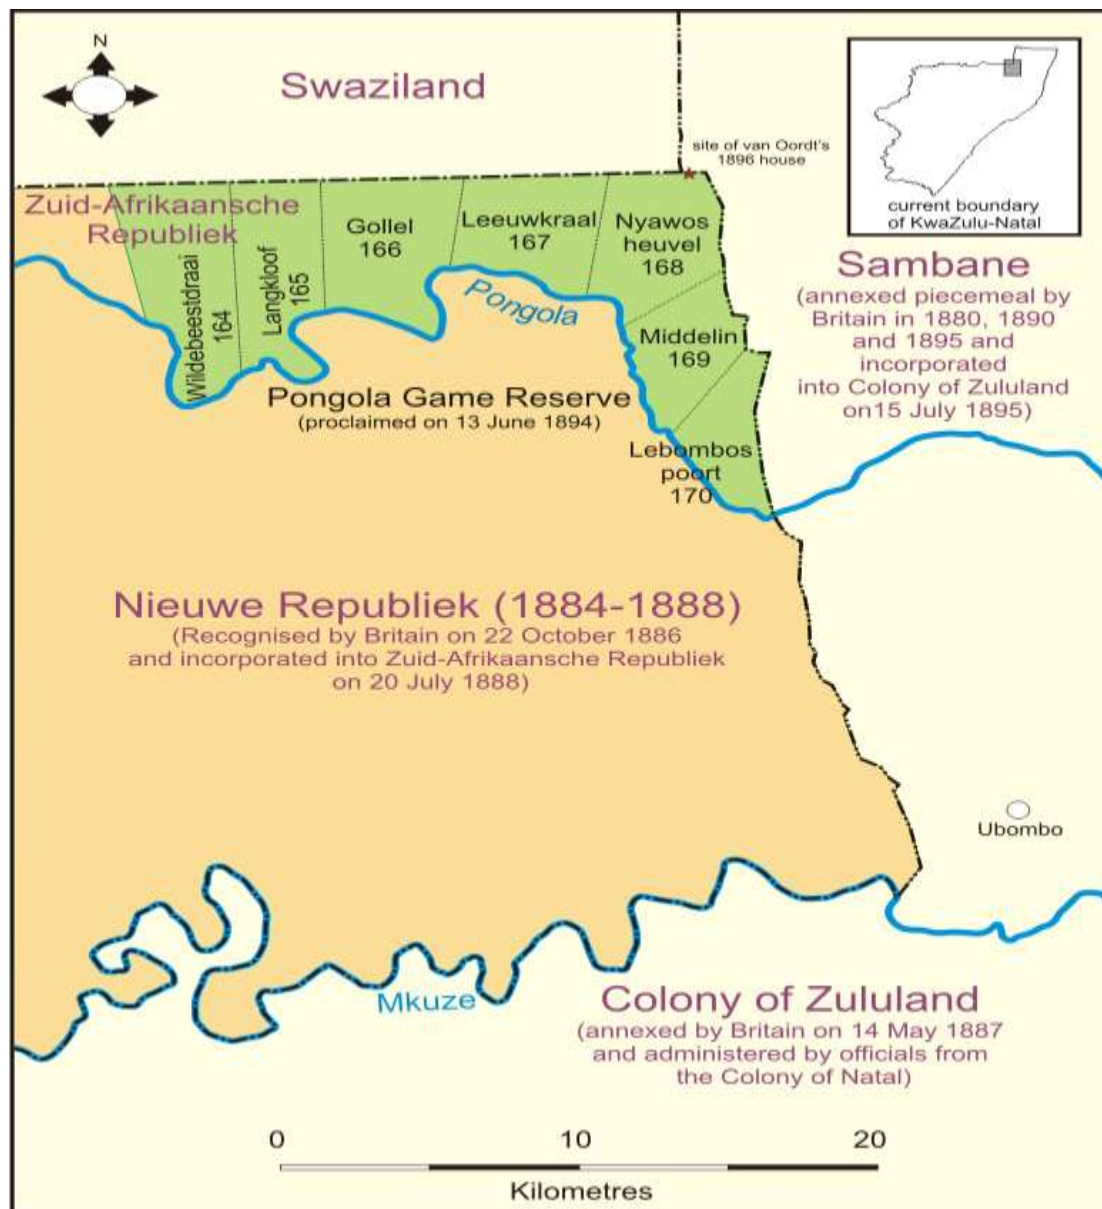 N
Swaziland
site of van Oordt's
1896 house
current boundary
of KwaZulu-Natal
Zuid-Afrikaansche
Republiek
Wildebeestdraai
164
Langkloof
165
Gollel
166
Leeuwkraal
167
Nyawos
heuvel
168
Middelin
169
Lebombos
poort
170
Pongola
Pongola Game Reserve
(proclaimed on 13 June 1894)
Sambane
(annexed piecemeal by
Britain in 1880, 1890
and 1895 and
incorporated
into Colony of Zululand
on15 July 1895)
Nieuwe Republiek (1884-1888)
(Recognised by Britain on 22 October 1886
and incorporated into Zuid-Afrikaansche Republiek
on 20 July 1888)
Ubombo
Mkuze
Colony of Zululand
(annexed by Britain on 14 May 1887
and administered by officials from
the Colony of Natal)
0 10 20
Kilometres